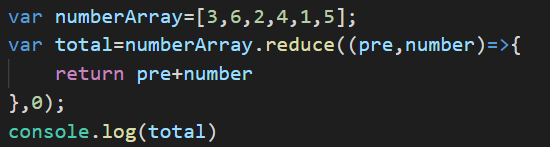 var numberArray=[3,6,2,4,1,5];
var total=numberArray.reduce((pre,number)=>{
    return pre+number
},0);
console.log(total)